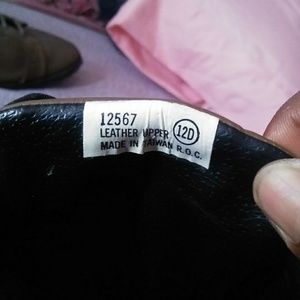 12567
LEATHER UPPER 12D
MADE IN TAIWAN R.O.C.